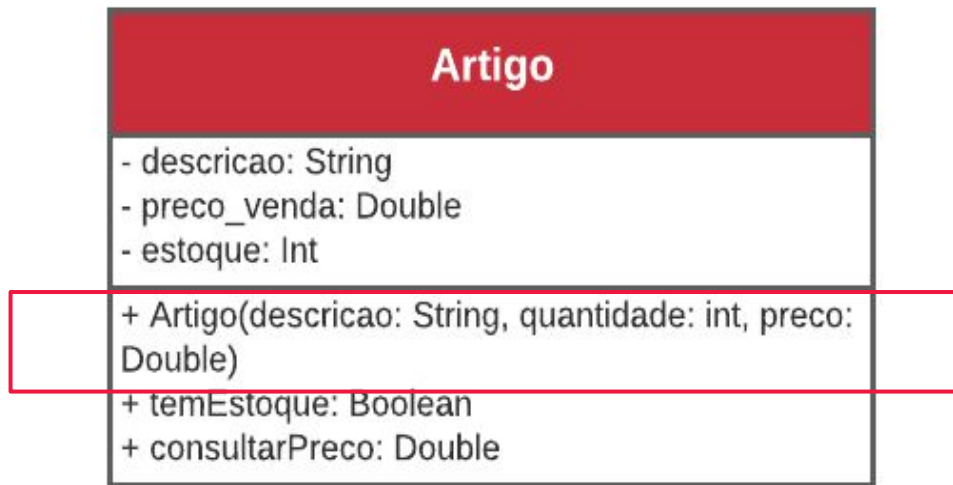 Artigo
- descricao: String
- preco_venda: Double
- estoque: Int
+ Artigo(descricao: String, quantidade: int, preco:
Double)
+ temEstoque: Boolean
+ consultarPreco: Double